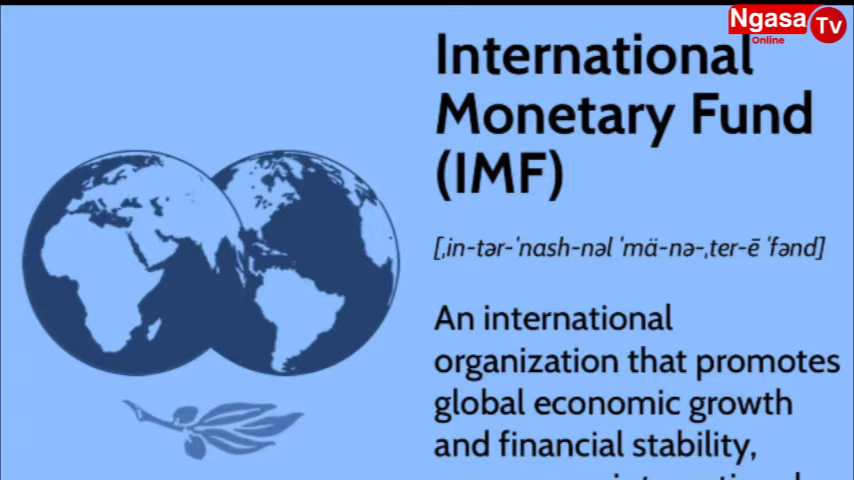 Ngasa Tv
Online
International
Monetary Fund
(IMF)
[ˌin-tər-ˈnash-nəl ˈmä-nə-ˌter-ē ˈfənd]
An international
organization that promotes
global economic growth
and financial stability,